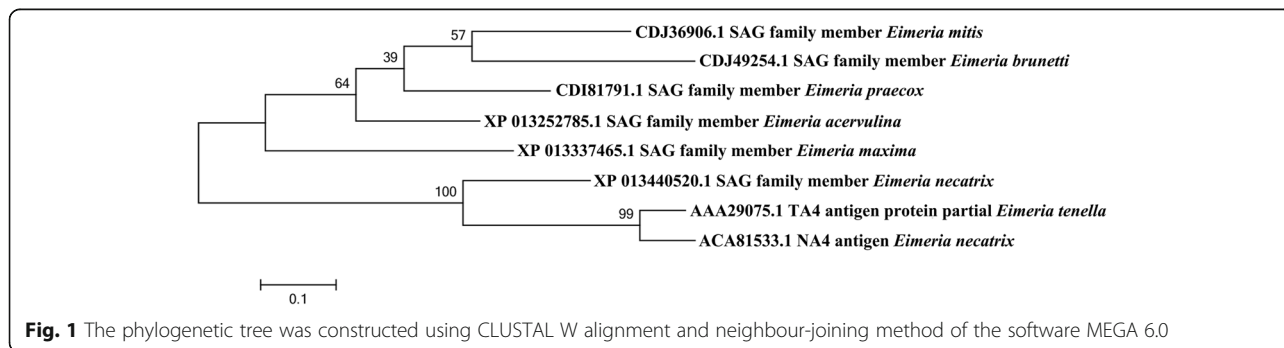 57 CDJ36906.1 SAG family member Eimeria mitis
39 CDJ49254.1 SAG family member Eimeria brunetti
64 CDI81791.1 SAG family member Eimeria praecox
XP 013252785.1 SAG family member Eimeria acervulina
XP 013337465.1 SAG family member Eimeria maxima
100 XP 013440520.1 SAG family member Eimeria necatrix
99 AAA29075.1 TA4 antigen protein partial Eimeria tenella
ACA81533.1 NA4 antigen Eimeria necatrix
0.1
Fig. 1 The phylogenetic tree was constructed using CLUSTAL W alignment and neighbour-joining method of the software MEGA 6.0